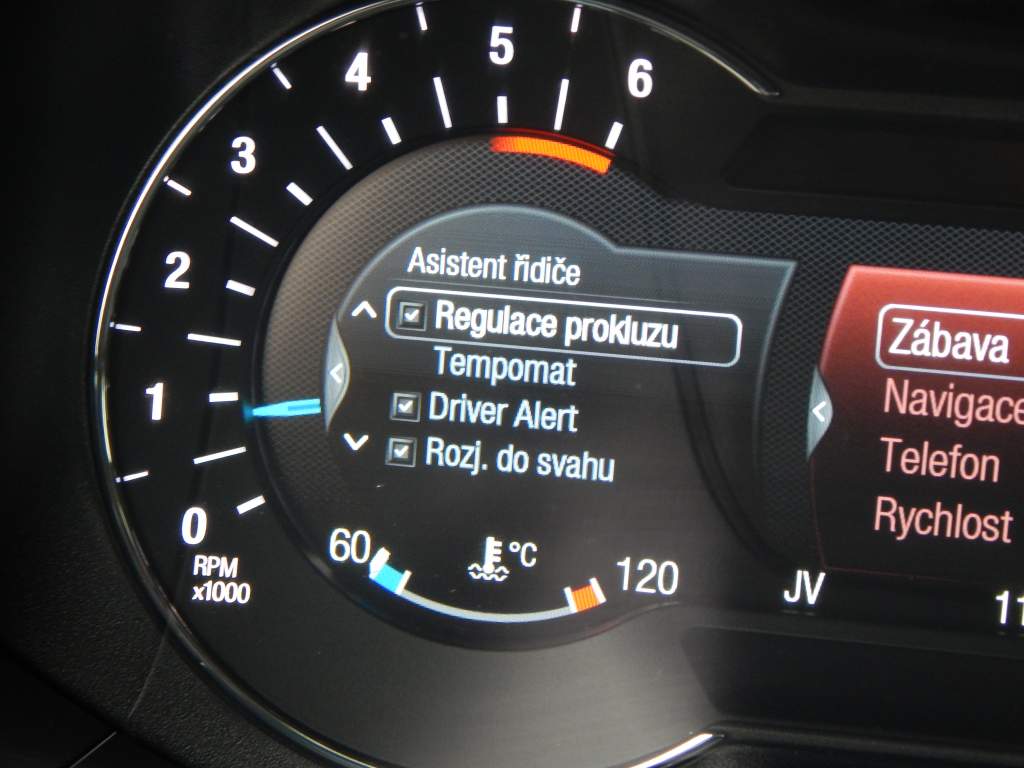 6
5
4
3
2
1
0
RPM
x1000
Asistent řidiče
Regulace prokluzu
Tempomat
Driver Alert
Rozj. do svahu
60
°C
120
Zábava
Navigace
Telefon
Rychlost
JV